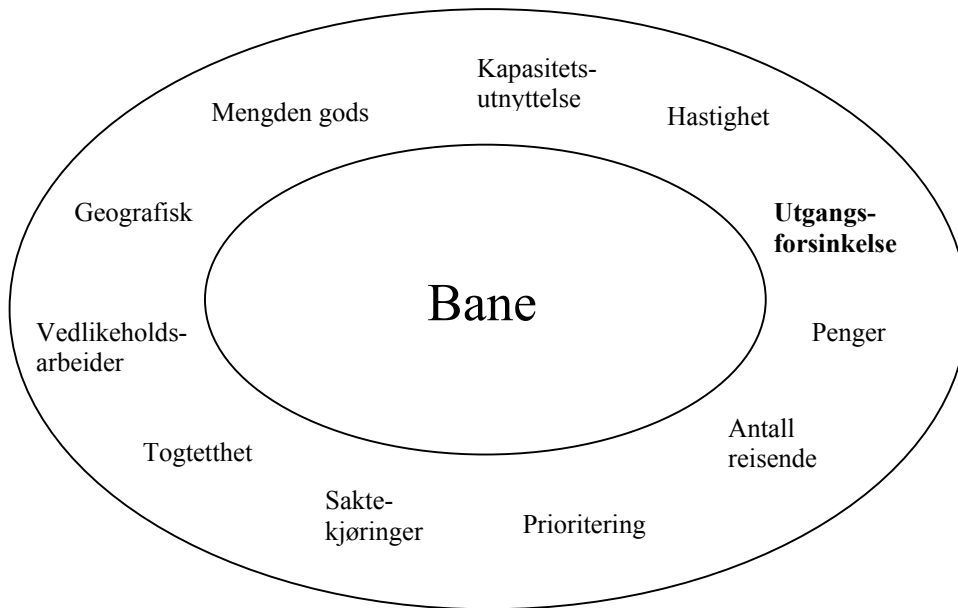 Kapasitets-
utnyttelse
Mengden gods
Hastighet
Geografisk
Utgangs-
forsinkelse
Bane
Vedlikeholds-
arbeider
Penger
Togtetthet
Antall
reisende
Sakte-
kjøringer
Prioritering